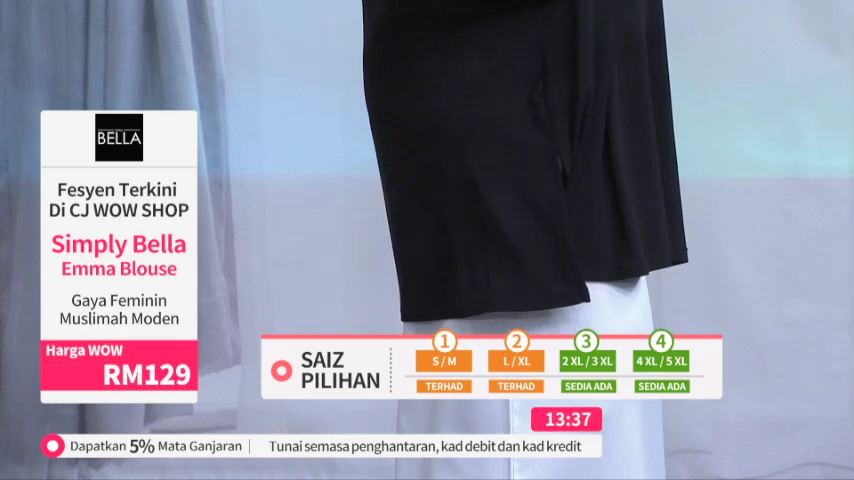 BELLA
Fesyen Terkini
Di CJ WOW SHOP
Simply Bella
Emma Blouse
Gaya Feminin
Muslimah Moden
Harga WOW
RM129
SAIZ
PILIHAN
1 2 3 4
S / M L / XL 2 XL / 3 XL 4 XL / 5 XL
TERHAD TERHAD SEDIA ADA SEDIA ADA
13:37
Dapatkan 5% Mata Ganjaran | Tunai semasa penghantaran, kad debit dan kad kredit